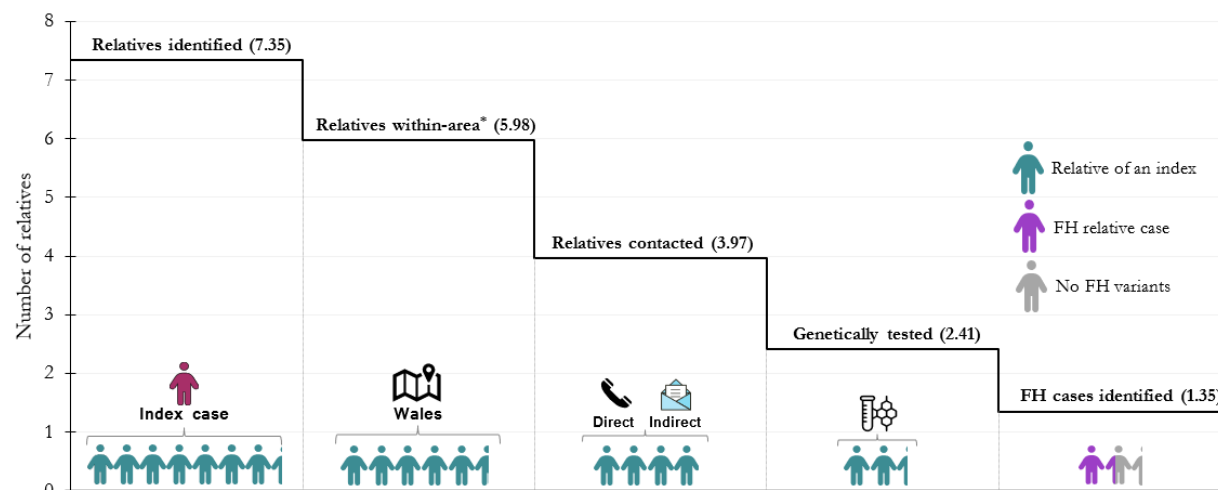 8
Relatives identified (7.35)
7
Relatives within-area* (5.98)
6
Relative of an index
5
Number of relatives
Relatives contacted (3.97)
FH relative case
4
No FH variants
3
Genetically tested (2.41)
2
FH cases identified (1.35)
Index case
Wales
Direct Indirect
1
0